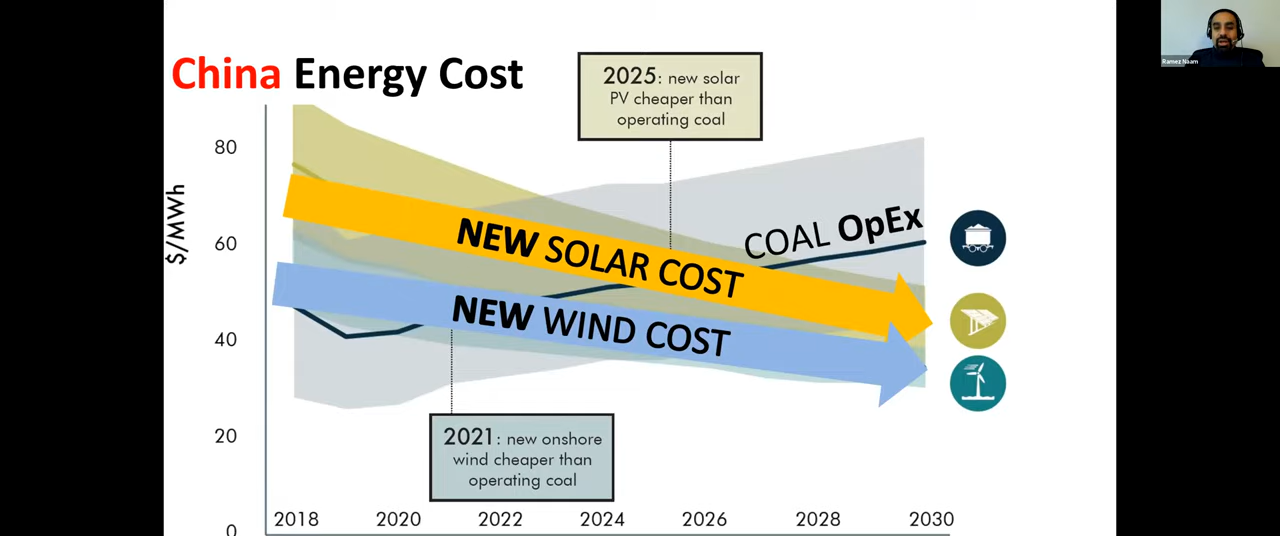 Ramez Naam
China Energy Cost
2025: new solar
PV cheaper than
operating coal
$/MWh
80
60
40
20
0
COAL OpEx
NEW SOLAR COST
NEW WIND COST
2021: new onshore
wind cheaper than
operating coal
2018
2020
2022
2024
2026
2028
2030